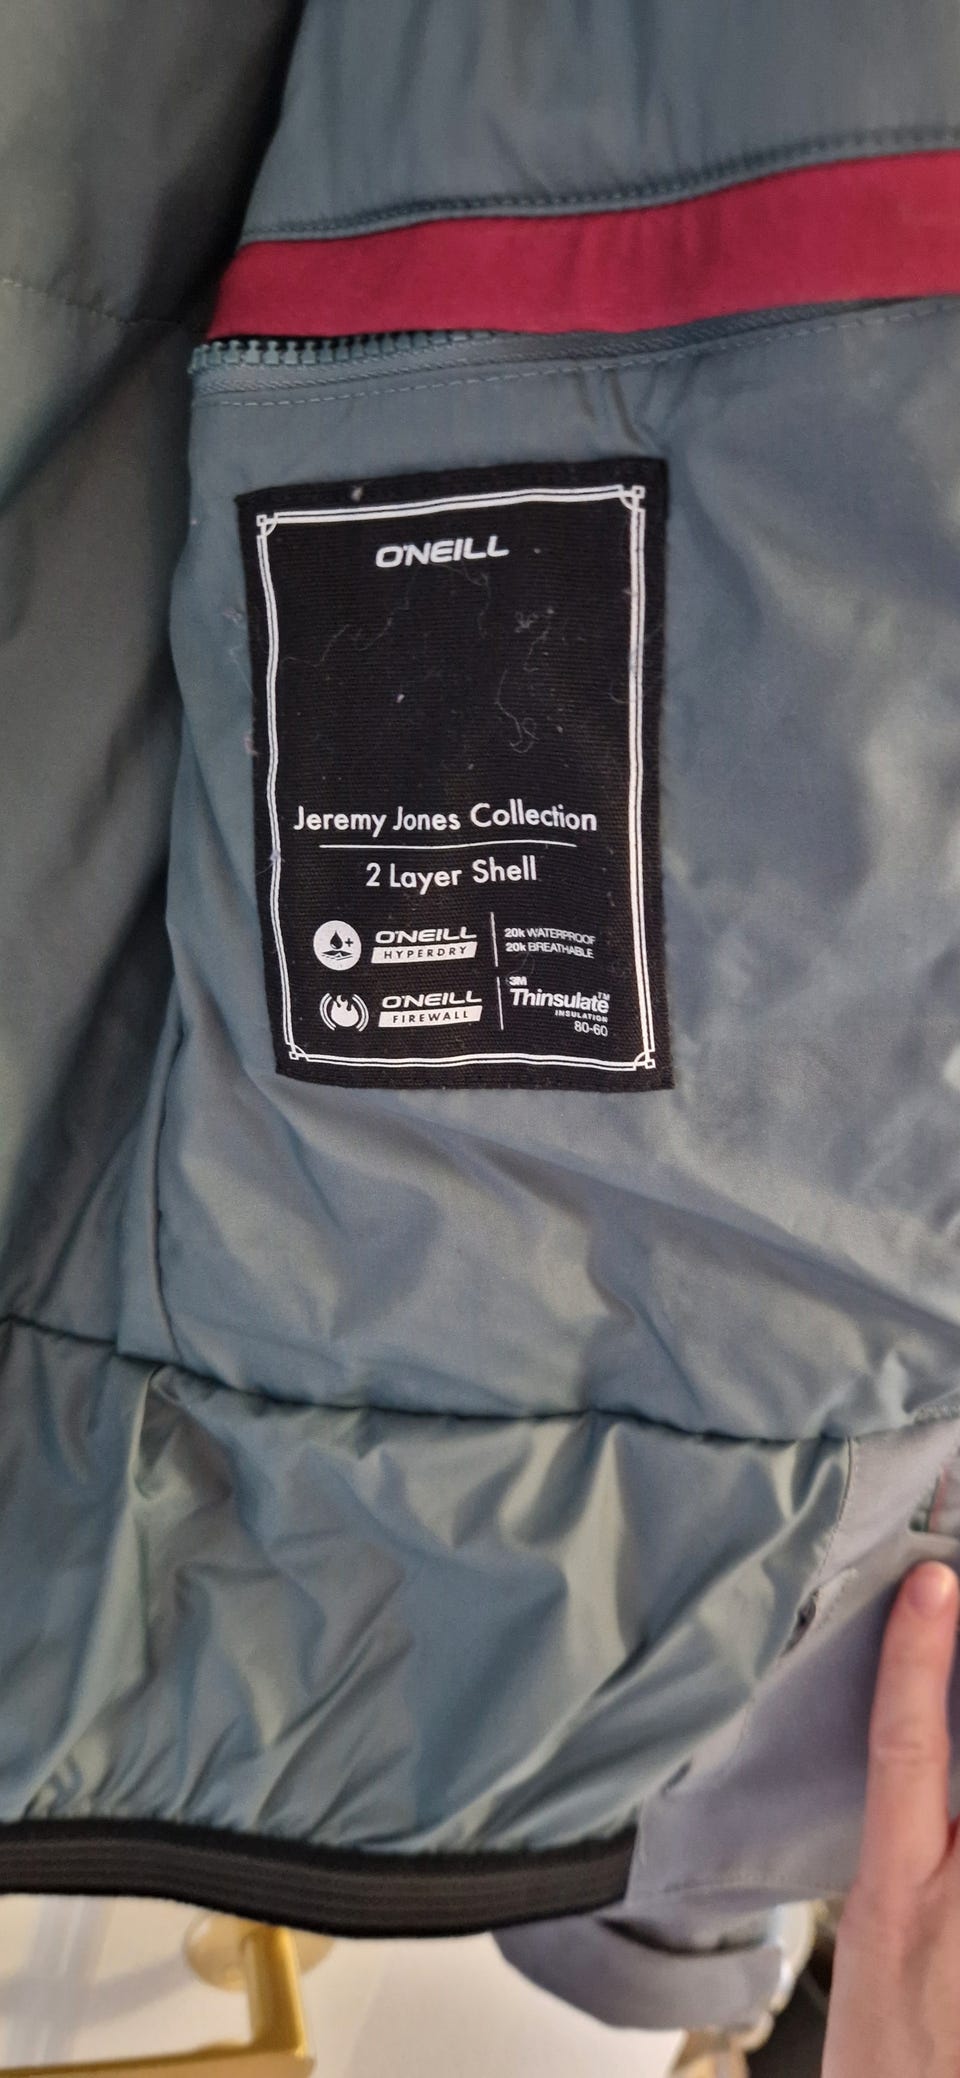 O'NEILL
Jeremy Jones Collection
2 Layer Shell
O'NEILL
HYPERDRY
20k WATERPROOF
20k BREATHABLE
O'NEILL
FIREWALL
3M
Thinsulate™
INSULATION
80-60